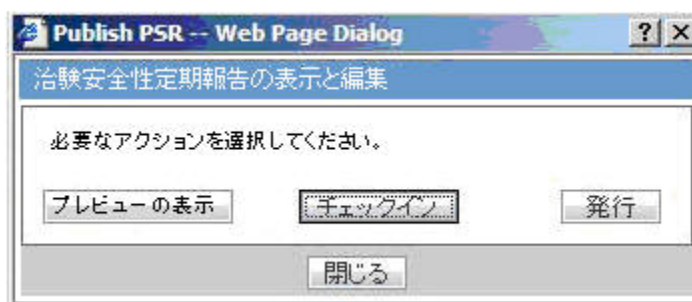 Publish PSR -- Web Page Dialog
治験安全性定期報告の表示と編集
必要なアクションを選択してください。
プレビューの表示 チェックイン 発行
閉じる